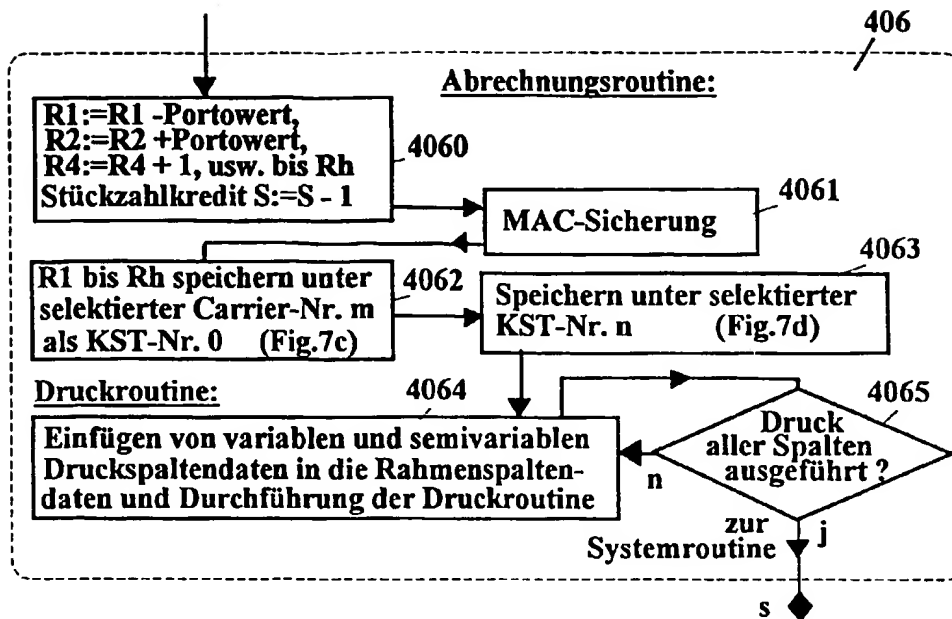 406
Abrechnungsroutine:
R1:=R1 -Portowert,
R2:=R2 +Portowert,
R4:=R4 + 1, usw. bis Rh
Stückzahlkredit S:=S - 1
4060
4061
MAC-Sicherung
R1 bis Rh speichern unter
selektierter Carrier-Nr. m
als KST-Nr. 0 (Fig.7c)
4062
4063
Speichern unter selektierter
KST-Nr. n (Fig.7d)
Druckroutine:
4064
Einfügen von variablen und semivariablen
Druckspaltendaten in die Rahmenspalten-
daten und Durchführung der Druckroutine
4065
Druck
aller Spalten
ausgeführt ?
n
zur
Systemroutine
j
s